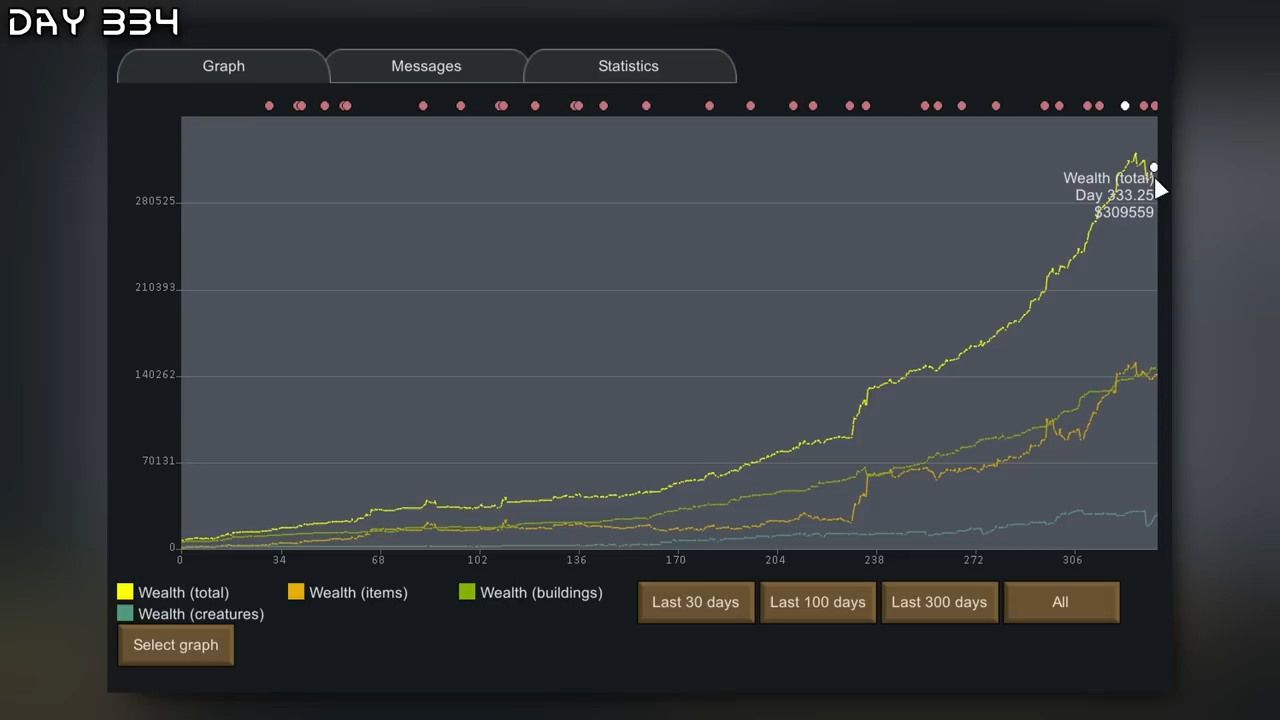 DAY 334
Graph
Messages
Statistics
Wealth (total)
Day 333.25
$309559
280525
210393
140262
70131
0
0 34 68 102 136 170 204 238 272 306
Wealth (total) Wealth (items) Wealth (buildings)
Wealth (creatures)
Last 30 days
Last 100 days
Last 300 days
All
Select graph